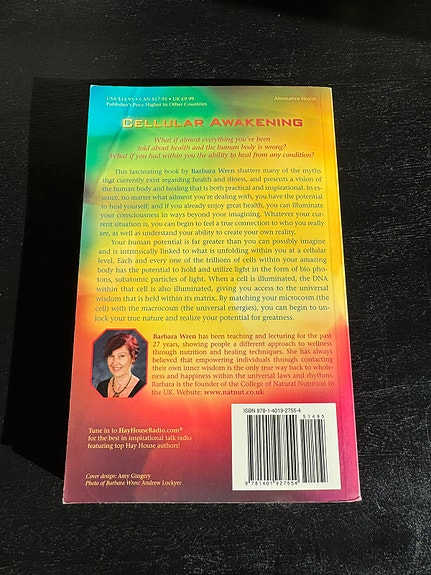 USA $14.95 • CAN $17.95 • UK £9.99
Publisher's Price Higher in Other Countries
Alternative Health
CELLULAR AWAKENING
What if almost everything you've been
told about health and the human body is wrong?
What if you had within you the ability to heal from any condition?
This fascinating book by Barbara Wren shatters many of the myths
that currently exist regarding health and illness, and presents a vision of
the human body and healing that is both practical and inspirational. In es-
sence, no matter what ailment you're dealing with, you have the potential
to heal yourself; and if you already enjoy great health, you can illuminate
your consciousness in ways beyond your imagining. Whatever your cur-
rent situation is, you can begin to feel a true connection to who you really
are, as well as understand your ability to create your own reality.
Your human potential is far greater than you can possibly imagine
and is intrinsically linked to what is unfolding within you at a cellular
level. Each and every one of the trillions of cells within your amazing
body has the potential to hold and utilize light in the form of bio pho-
tons, subatomic particles of light. When a cell is illuminated, the DNA
within that cell is also illuminated, giving you access to the universal
wisdom that is held within its matrix. By matching your microcosm (the
cell) with the macrocosm (the universal energies), you can begin to un-
lock your true nature and realize your potential for greatness.
Barbara Wren has been teaching and lecturing for the past
27 years, showing people a different approach to wellness
through nutrition and healing techniques. She has always
believed that empowering individuals through contacting
their own inner wisdom is the only true way back to whole-
ness and happiness within the universal laws and rhythms.
Barbara is the founder of the College of Natural Nutrition in
the UK. Website: www.natnut.co.uk
Tune in to HayHouseRadio.com®
for the best in inspirational talk radio
featuring top Hay House authors!
Cover design: Amy Gingery
Photo of Barbara Wren: Andrew Lockyer
ISBN 978-1-4019-2755-4
51495
9 781401 927554